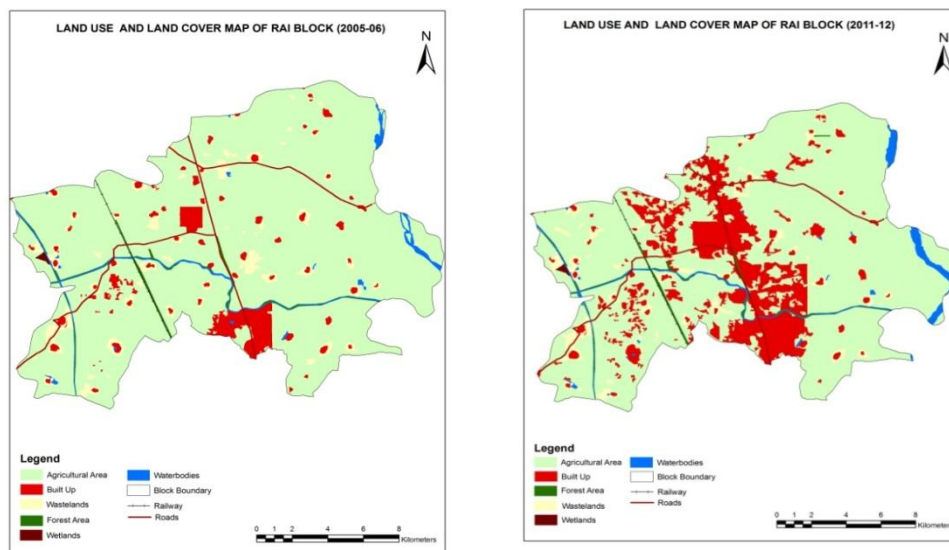 LAND USE AND LAND COVER MAP OF RAI BLOCK (2005-06)
N
Legend
Agricultural Area
Built Up
Wastelands
Forest Area
Wetlands
Waterbodies
Block Boundary
Railway
Roads
0 1 2 4 6 8
Kilometers
LAND USE AND LAND COVER MAP OF RAI BLOCK (2011-12)
N
Legend
Agricultural Area
Built Up
Forest Area
Wastelands
Wetlands
Waterbodies
Block Boundary
Railway
Roads
0 1 2 4 6 8
Kilometers